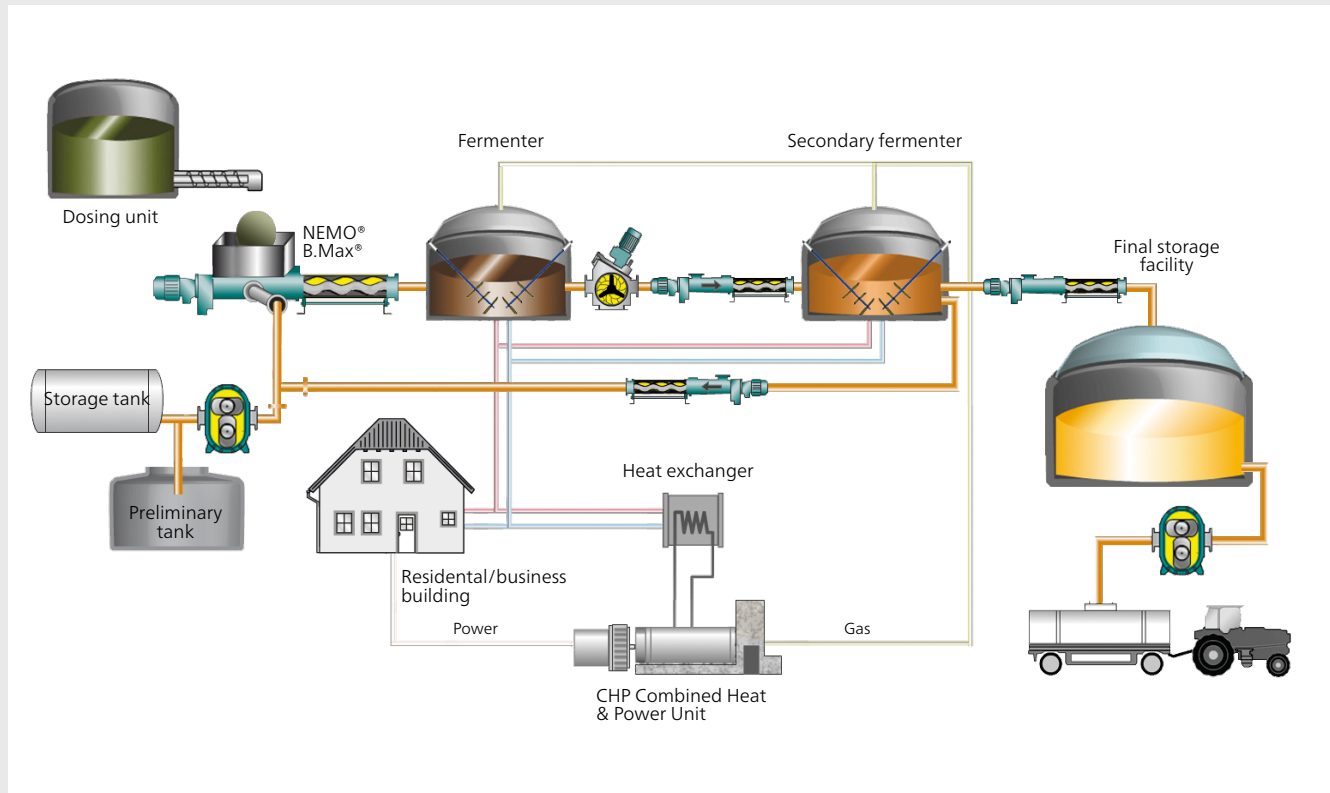 Fermenter
Secondary fermenter
Dosing unit
NEMO®
B.Max®
Final storage
facility
Storage tank
Heat exchanger
Preliminary
tank
Residental/business
building
Power
Gas
CHP Combined Heat
& Power Unit